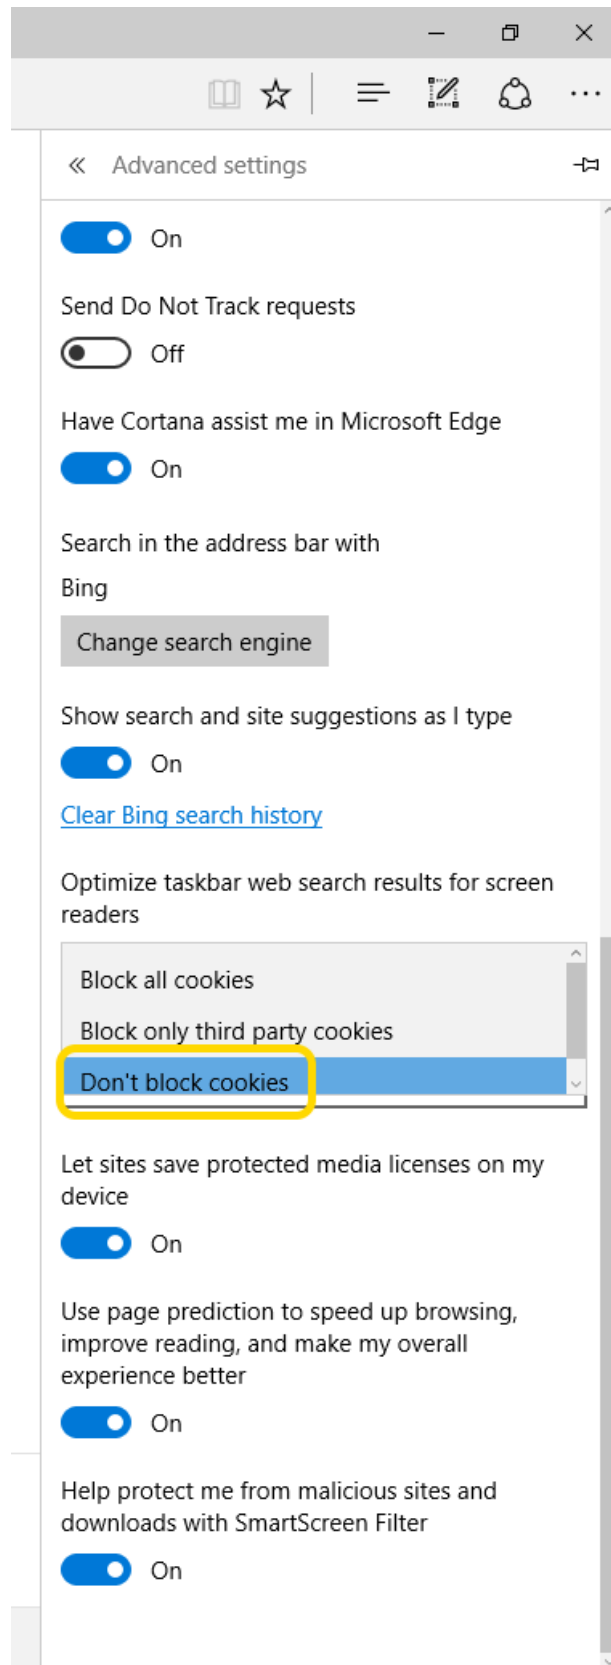 Advanced settings
On
Send Do Not Track requests
Off
Have Cortana assist me in Microsoft Edge
On
Search in the address bar with
Bing
Change search engine
Show search and site suggestions as I type
On
Clear Bing search history
Optimize taskbar web search results for screen
readers
Block all cookies
Block only third party cookies
Don't block cookies
Let sites save protected media licenses on my
device
On
Use page prediction to speed up browsing,
improve reading, and make my overall
experience better
On
Help protect me from malicious sites and
downloads with SmartScreen Filter
On